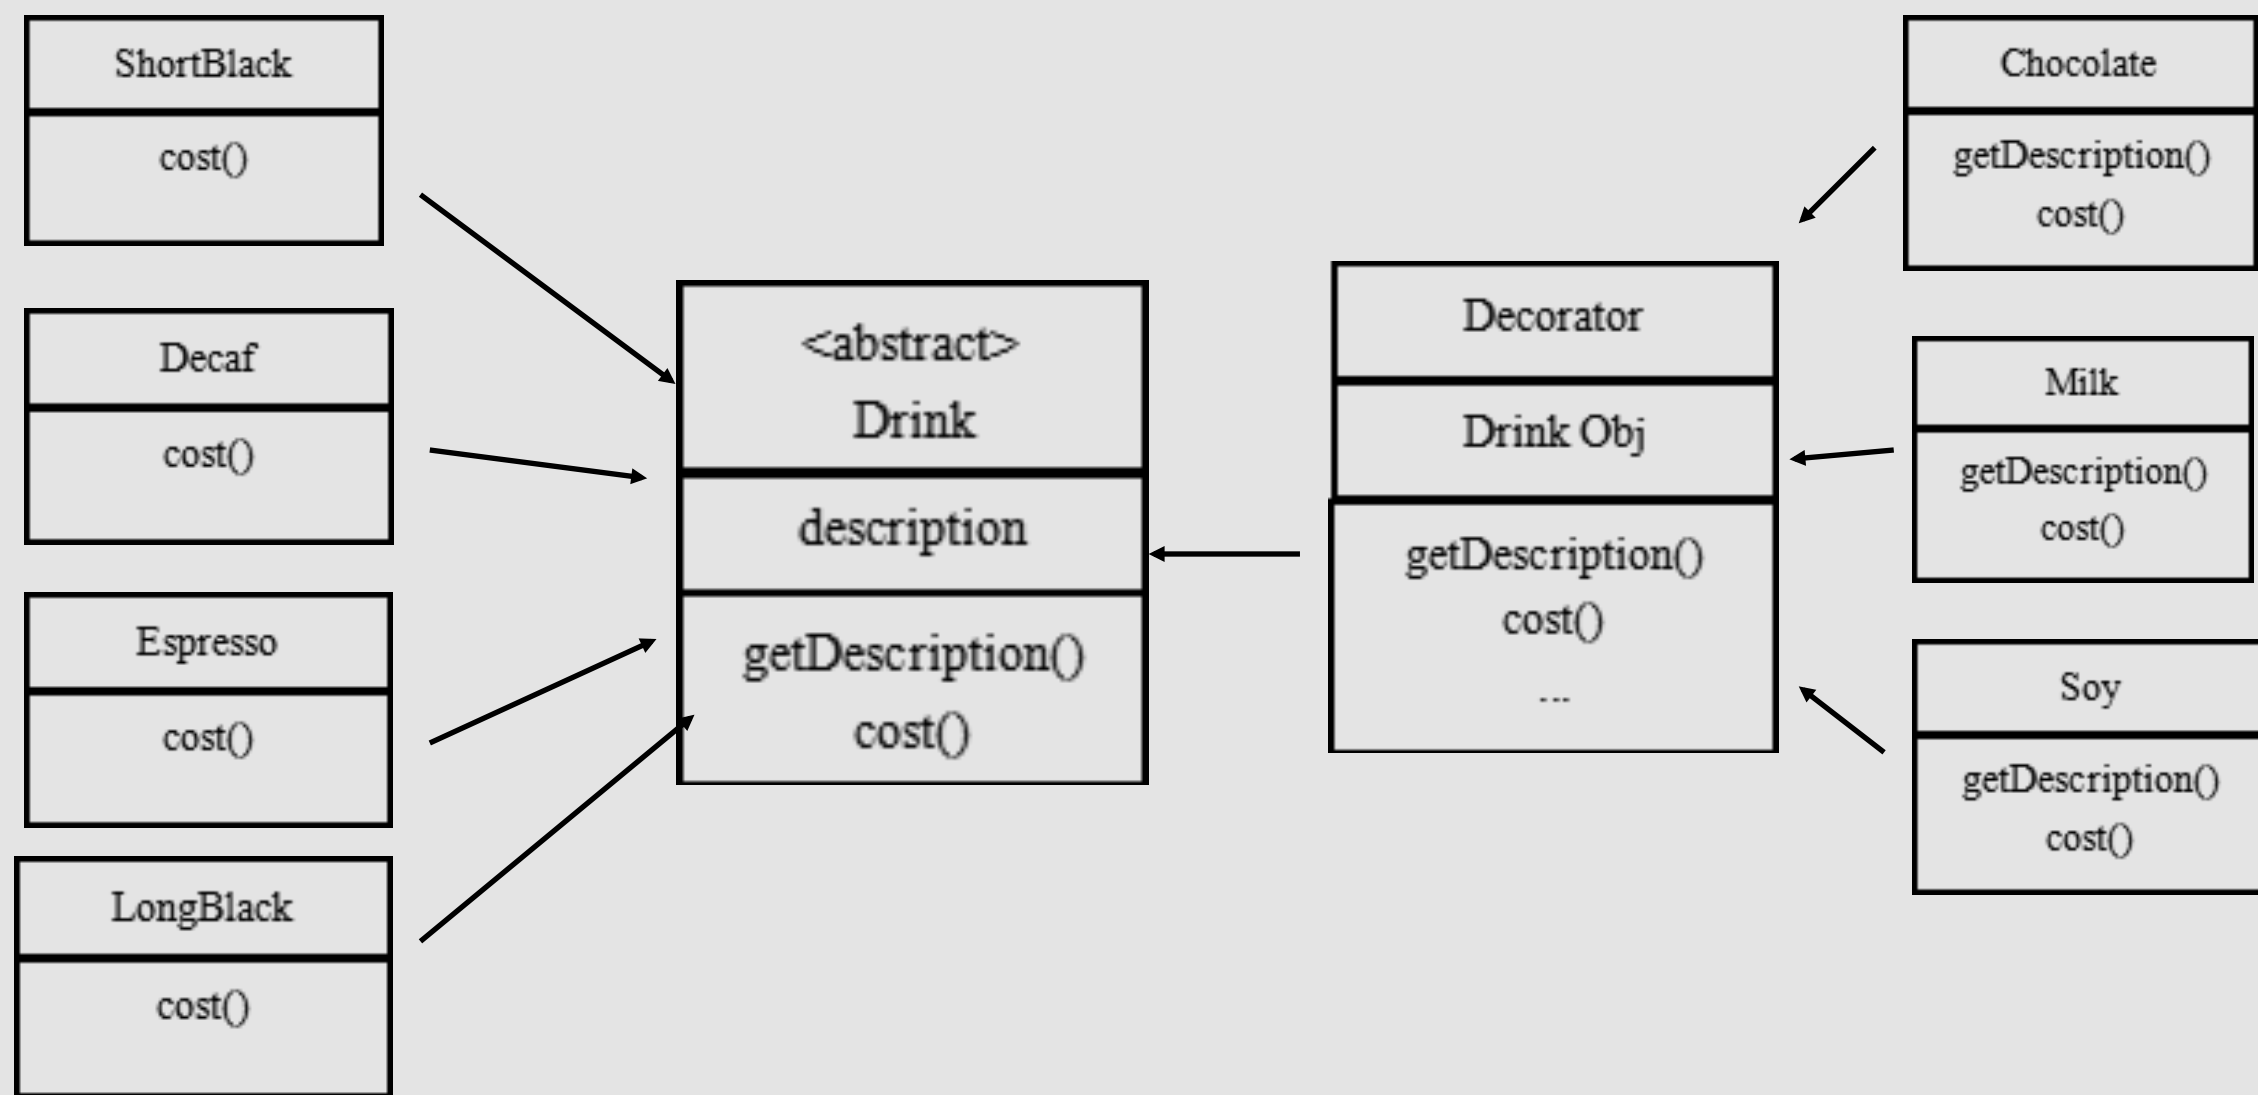 ShortBlack
cost()
Decaf
cost()
Espresso
cost()
LongBlack
cost()
<abstract>
Drink
description
getDescription()
cost()
Decorator
Drink Obj
getDescription()
cost()
...
Chocolate
getDescription()
cost()
Milk
getDescription()
cost()
Soy
getDescription()
cost()